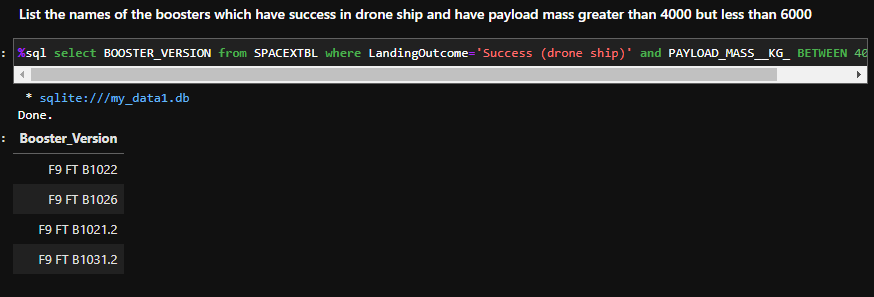 List the names of the boosters which have success in drone ship and have payload mass greater than 4000 but less than 6000
: %sql select BOOSTER_VERSION from SPACEXTBL where LandingOutcome='Success (drone ship)' and PAYLOAD_MASS__KG_ BETWEEN 40
* sqlite:///my_data1.db
Done.
: Booster_Version
F9 FT B1022
F9 FT B1026
F9 FT B1021.2
F9 FT B1031.2